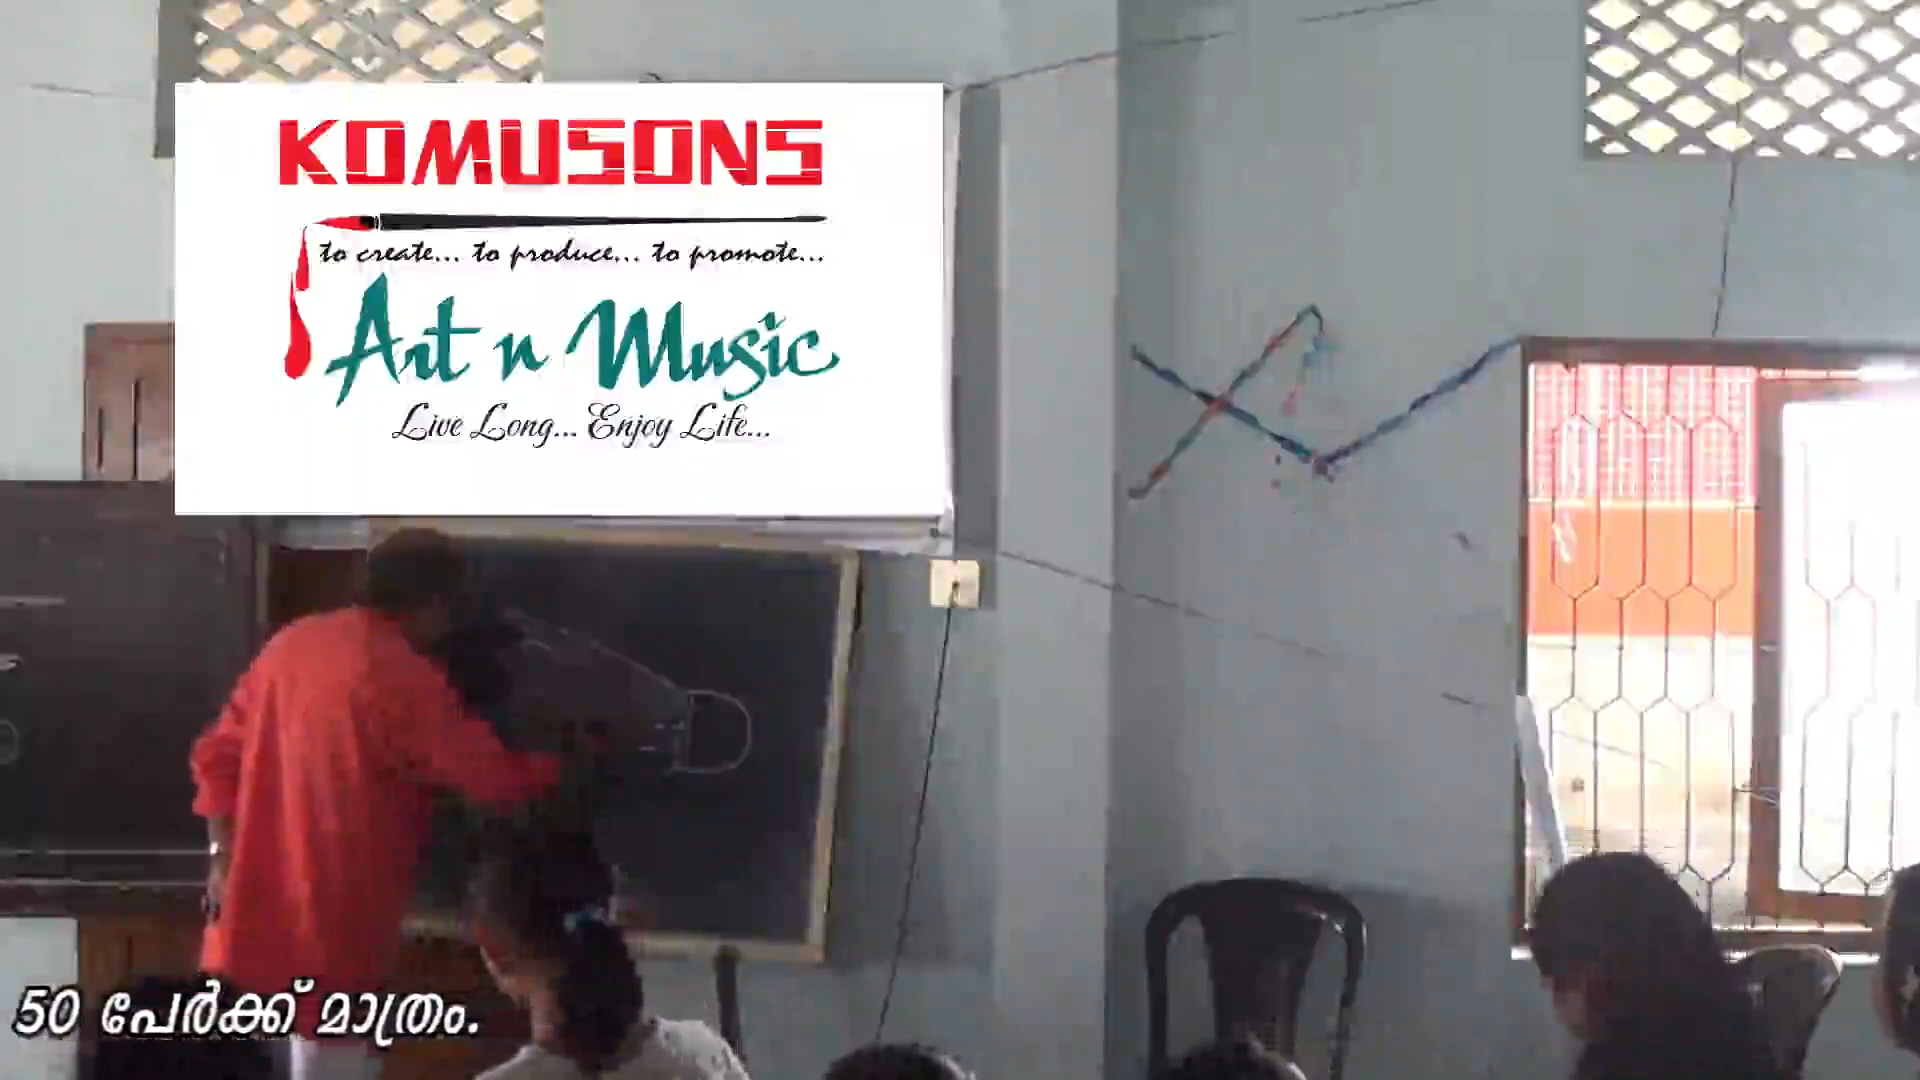 KOMUSONS
to create... to produce... to promote...
Art n Music
Live Long... Enjoy Life...
50 പേർക്ക് മാത്രം.